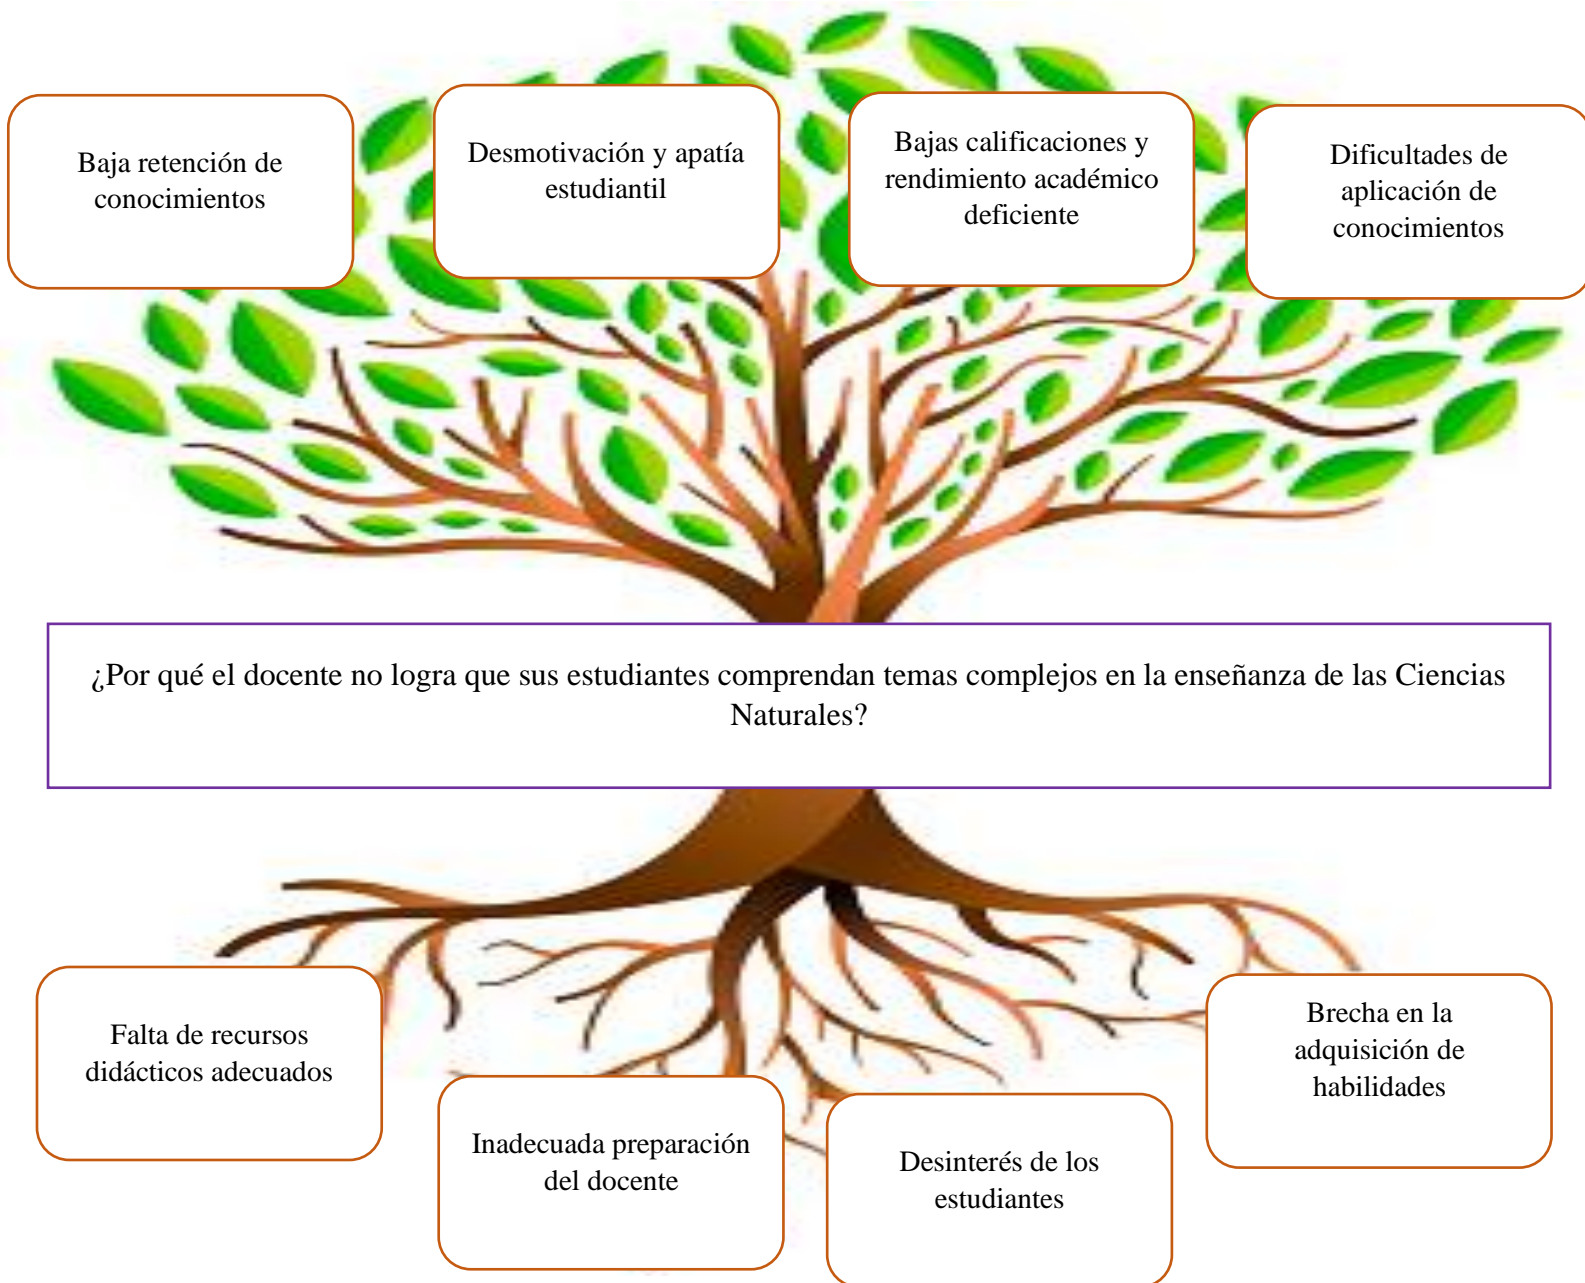 Baja retención de
conocimientos
Desmotivación y apatía
estudiantil
Bajas calificaciones y
rendimiento académico
deficiente
Dificultades de
aplicación de
conocimientos
¿Por qué el docente no logra que sus estudiantes comprendan temas complejos en la enseñanza de las Ciencias
Naturales?
Falta de recursos
didácticos adecuados
Inadecuada preparación
del docente
Desinterés de los
estudiantes
Brecha en la
adquisición de
habilidades